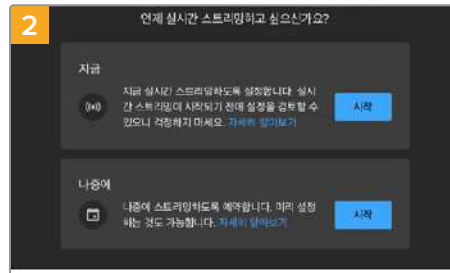 2
언제 실시간 스트리밍하고 싶으신가요?
지금
지금 실시간 스트리밍하도록 설정합니다. 실시
간 스트리밍이 시작되기 전에 설정을 검토할 수
있으니 걱정하지 마세요. 자세히 알아보기
시작
나중에
나중에 스트리밍하도록 예약합니다. 미리 설정
하는 것도 가능합니다. 자세히 알아보기
시작